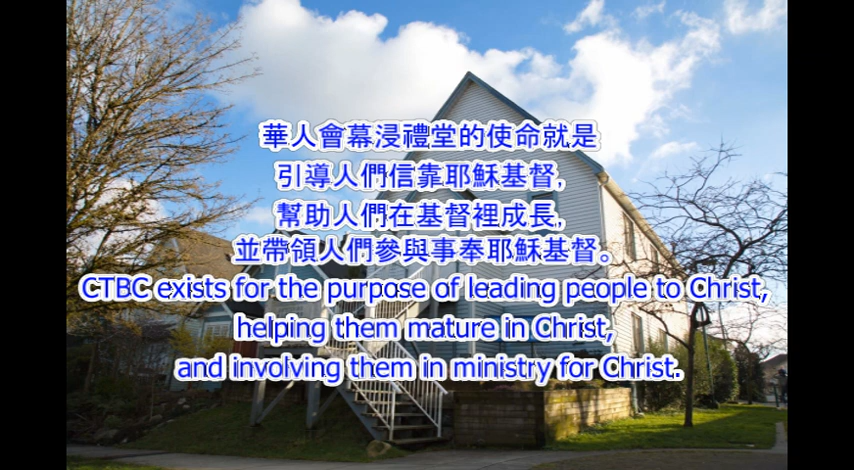 華人會幕浸禮堂的使命就是
引導人們信靠耶穌基督,
幫助人們在基督裡成長,
並帶領人們參與事奉耶穌基督。
CTBC exists for the purpose of leading people to Christ,
helping them mature in Christ,
and involving them in ministry for Christ.